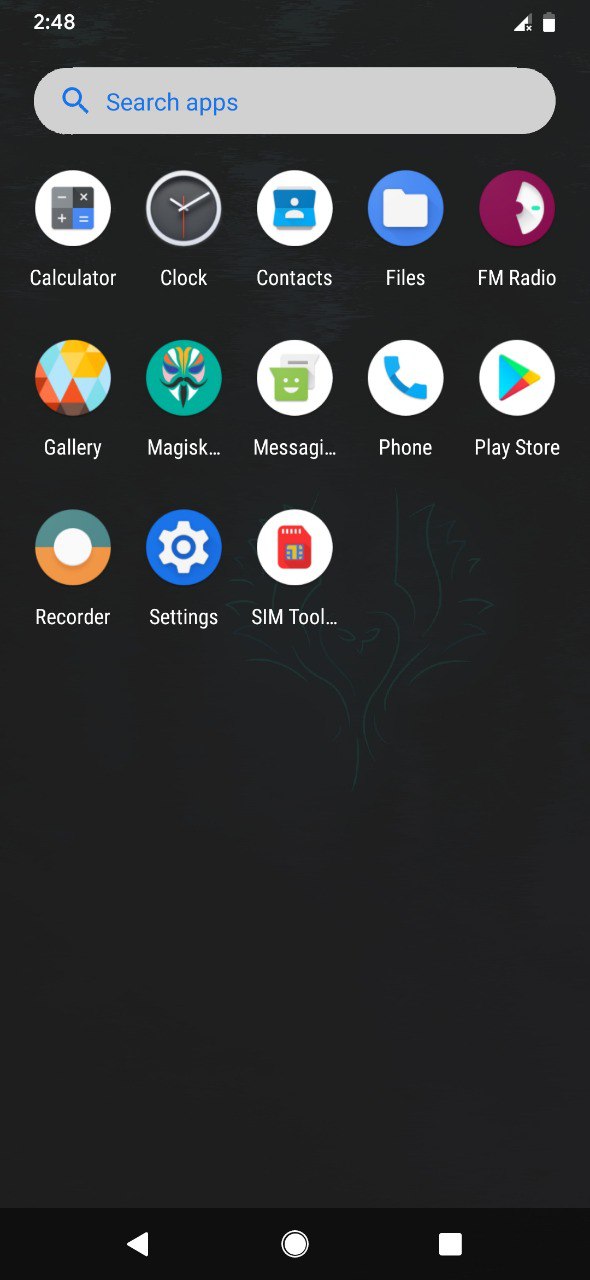 2:48
Search apps
Calculator Clock Contacts Files FM Radio
Gallery Magisk… Messagi… Phone Play Store
Recorder Settings SIM Tool…